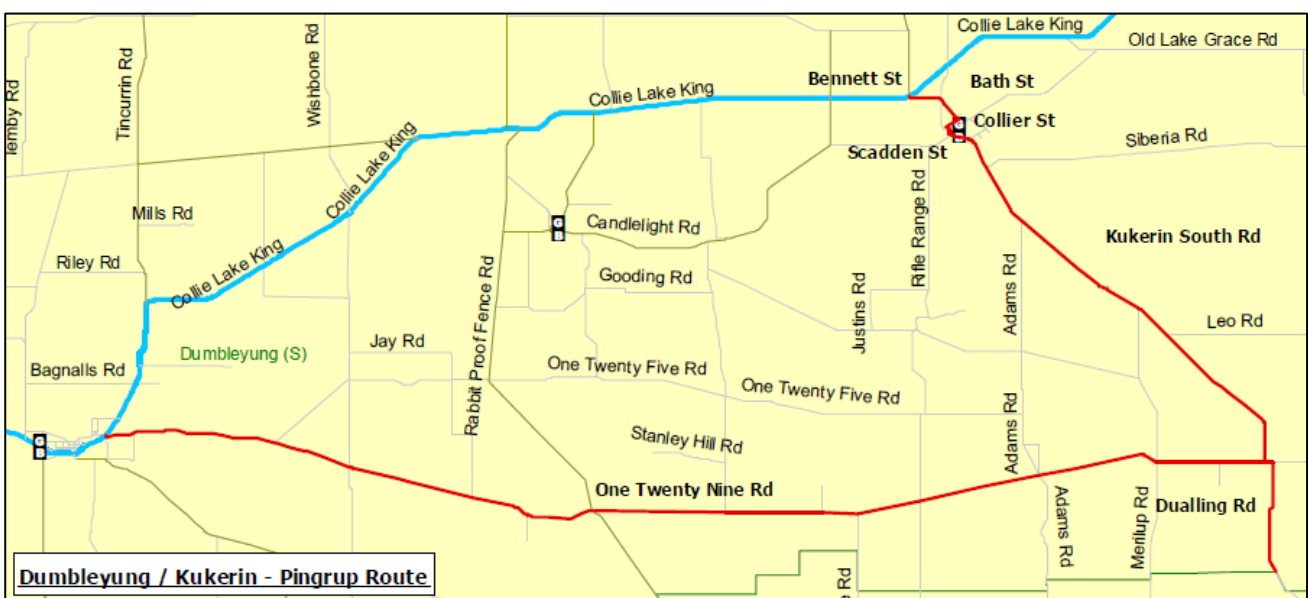 Collie Lake King
Old Lake Grace Rd
Tincurrin Rd
Wishbone Rd
lemby Rd
Bennett St
Bath St
Collie Lake King
Collier St
Siberia Rd
Scadden St
Collie Lake King
Rifle Range Rd
Mills Rd
Candlelight Rd
Kukerin South Rd
Collie Lake King
Riley Rd
Gooding Rd
Rabbit Proof Fence Rd
Justins Rd
Adams Rd
Leo Rd
Jay Rd
Dumbleyung (S)
Bagnalls Rd
One Twenty Five Rd
One Twenty Five Rd
Adams Rd
Stanley Hill Rd
One Twenty Nine Rd
Adams Rd
Merilup Rd
Dualling Rd
e Rd
Dumbleyung / Kukerin - Pingrup Route